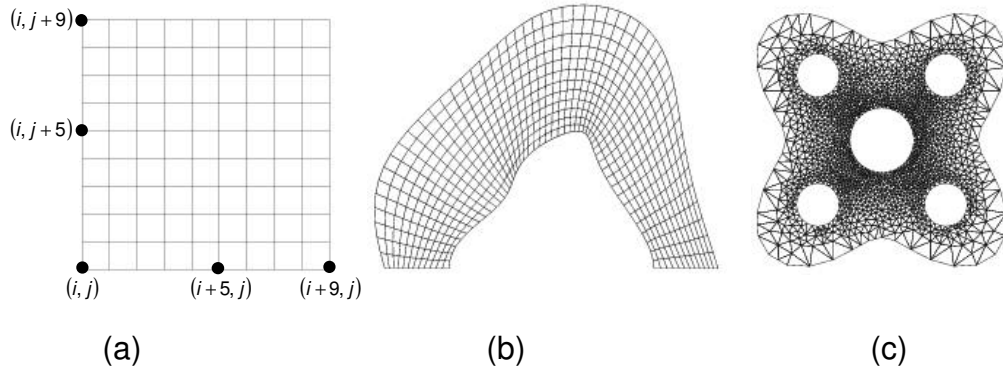 (i, j+9)
(i, j+5)
(i, j)
(i+5, j)
(i+9, j)
(a)
(b)
(c)